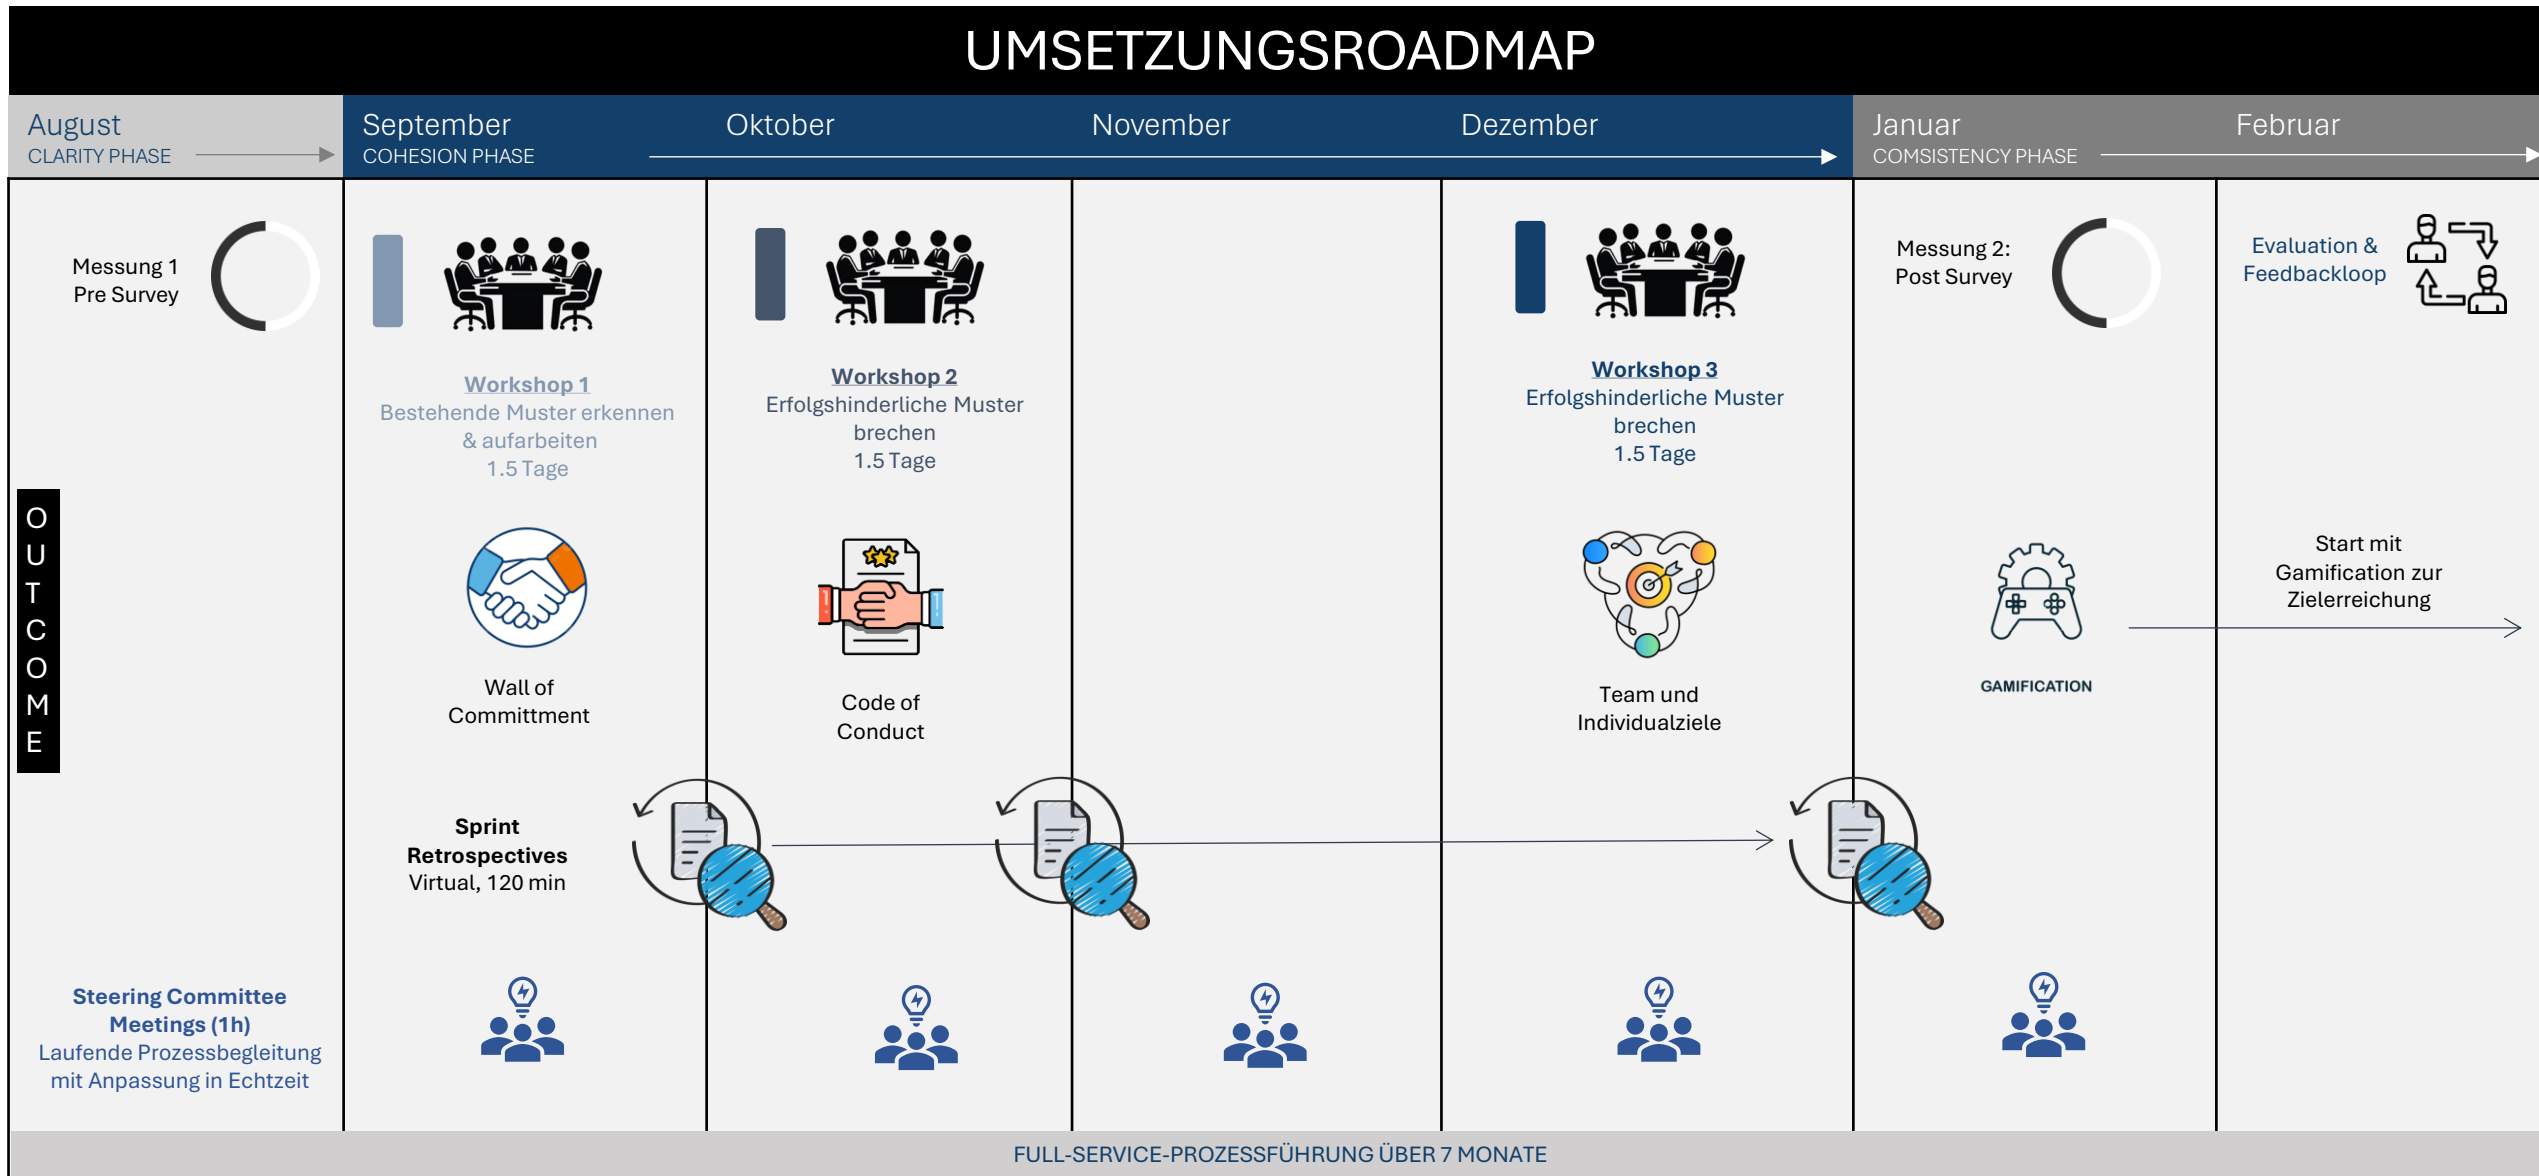 UMSETZUNGSROADMAP
August
CLARITY PHASE
September
COHESION PHASE
Oktober
November
Dezember
Januar
COMSISTENCY PHASE
Februar
Messung 1
Pre Survey
Workshop 1
Bestehende Muster erkennen
& aufarbeiten
1.5 Tage
Workshop 2
Erfolgshinderliche Muster
brechen
1.5 Tage
Workshop 3
Erfolgshinderliche Muster
brechen
1.5 Tage
Messung 2:
Post Survey
Evaluation &
Feedbackloop
OUTCOME
Wall of
Committment
Code of
Conduct
Team und
Individualziele
GAMIFICATION
Start mit
Gamification zur
Zielerreichung
Sprint
Retrospectives
Virtual, 120 min
Steering Committee
Meetings (1h)
Laufende Prozessbegleitung
mit Anpassung in Echtzeit
FULL-SERVICE-PROZESSFÜHRUNG ÜBER 7 MONATE